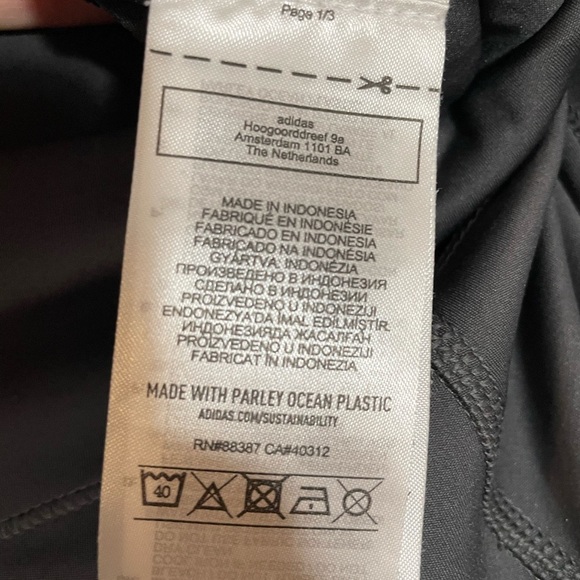 Page 1/3
adidas
Hoogoorddreef 9a
Amsterdam 1101 BA
The Netherlands
MADE IN INDONESIA
FABRIQUÉ EN INDONÉSIE
FABRICADO EN INDONESIA
FABRICADO NA INDONÉSIA
GYÁRTVA: INDONÉZIA
ПРОИЗВЕДЕНО В ИНДОНЕЗИЯ
СДЕЛАНО В ИНДОНЕЗИИ
PROIZVEDENO U INDONEZIJI
ENDONEZYA'DA İMAL EDİLMİŞTİR.
ИНДОНЕЗИЯДА ЖАСАЛҒАН
PROIZVEDENO U INDONEZIJI
FABRICAT ÎN INDONEZIA
MADE WITH PARLEY OCEAN PLASTIC
ADIDAS.COM/SUSTAINABILITY
RN#88387 CA#40312
40